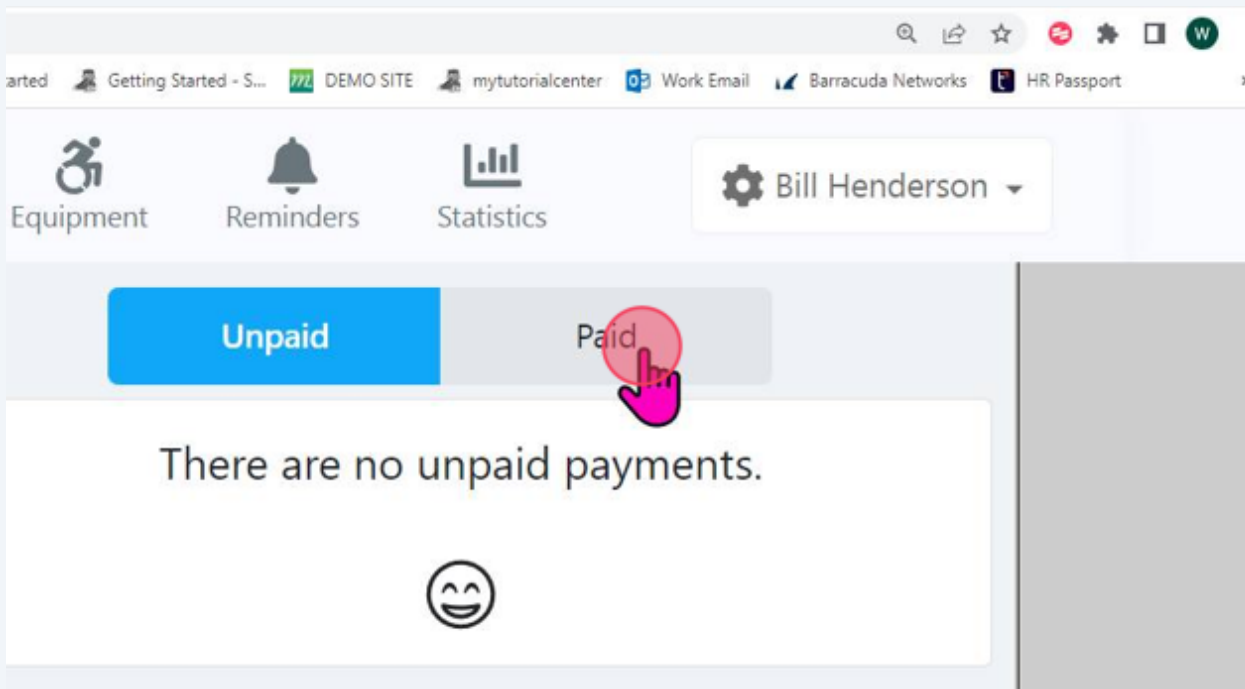 W
arted Getting Started - S... m DEMO SITE mytutorialcenter Work Email Barracuda Networks HR Passport
Equipment Reminders Statistics Bill Henderson
Unpaid Paid
There are no unpaid payments.